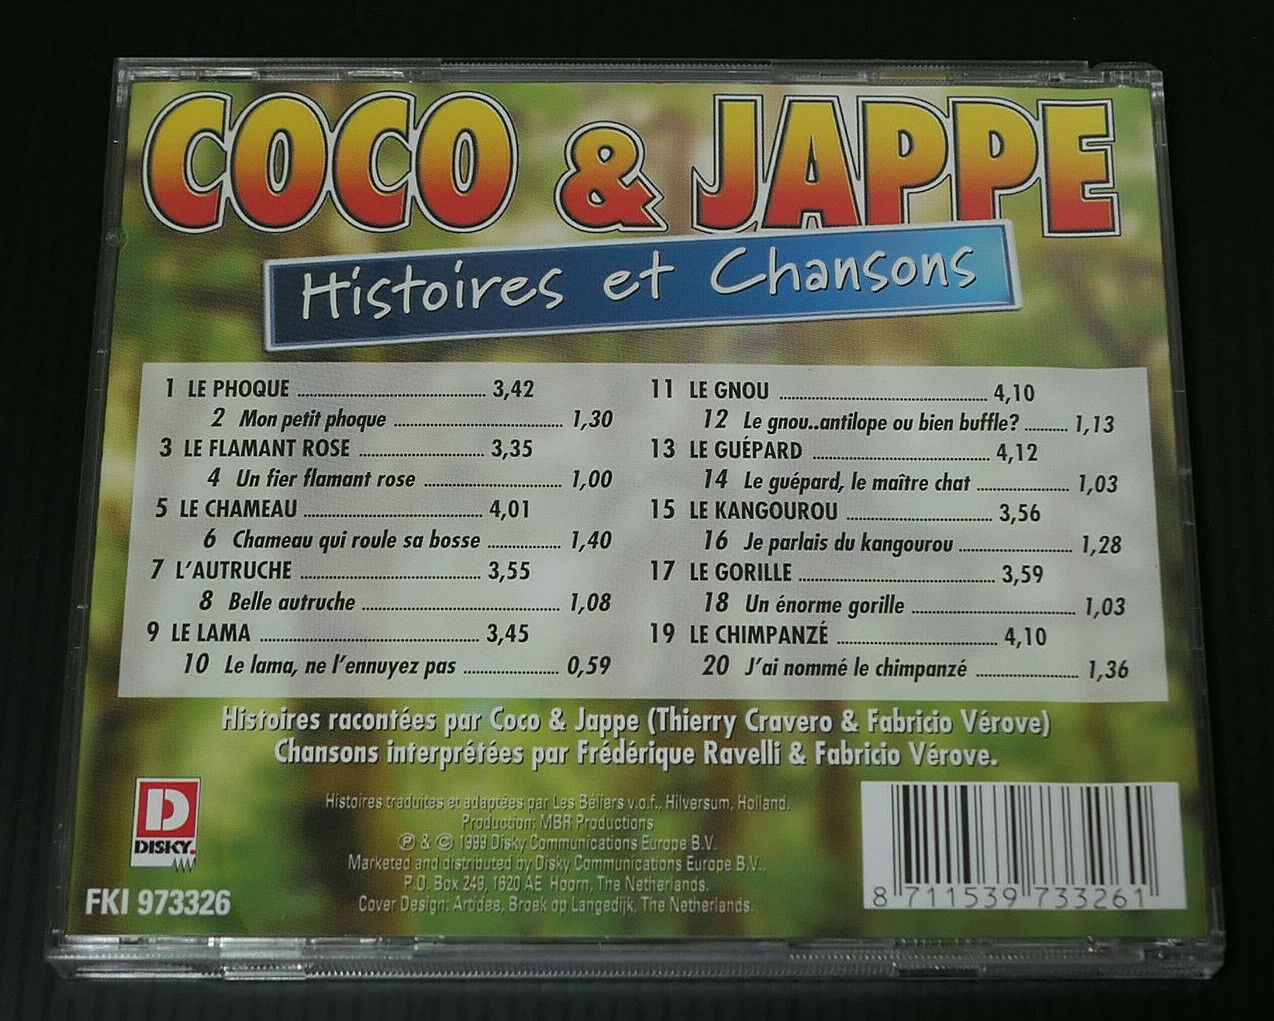 COCO & JAPPE
Histoires et Chansons
1 LE PHOQUE ........ 3,42
2 Mon petit phoque ........ 1,30
3 LE FLAMANT ROSE ........ 3,35
4 Un fier flamant rose ........ 1,00
5 LE CHAMEAU ........ 4,01
6 Chameau qui roule sa bosse ........ 1,40
7 L'AUTRUCHE ........ 3,55
8 Belle autruche ........ 1,08
9 LE LAMA ........ 3,45
10 Le lama, ne l'ennuyez pas ........ 0,59
11 LE GNOU ........ 4,10
12 Le gnou..antilope ou bien buffle? ........ 1,13
13 LE GUÉPARD ........ 4,12
14 Le guépard, le maître chat ........ 1,03
15 LE KANGOUROU ........ 3,56
16 Je parlais du kangourou ........ 1,28
17 LE GORILLE ........ 3,59
18 Un énorme gorille ........ 1,03
19 LE CHIMPANZÉ ........ 4,10
20 J'ai nommé le chimpanzé ........ 1,36
Histoires racontées par Coco & Jappe (Thierry Cravero & Fabricio Vérove)
Chansons interprétées par Frédérique Ravelli & Fabricio Vérove.
Histoires traduites et adaptées par Les Béliers v.o.f., Hilversum, Holland.
Production: MBR Productions
℗ & © 1999 Disky Communications Europe B.V.
Marketed and distributed by Disky Communications Europe B.V.,
P.O. Box 249, 1620 AE Hoorn, The Netherlands.
Cover Design: Artidee, Broek op Langedijk, The Netherlands.
D
DISKY.
FKI 973326
8 711539 733261